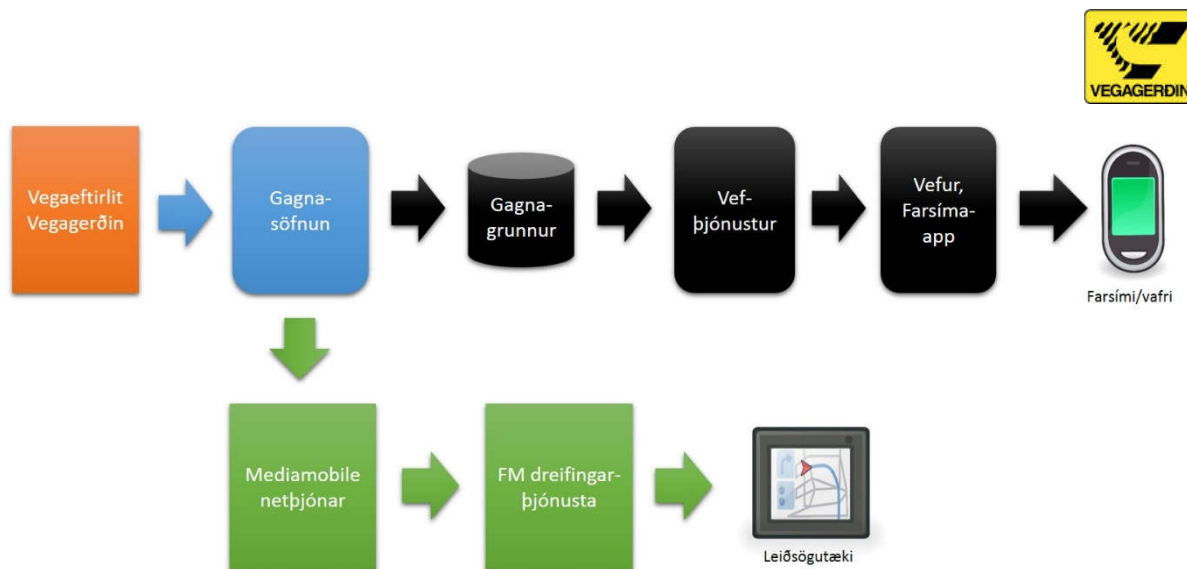 VEGAGERÐIN
Vegaeftirlit
Vegagerðin
Gagna-
söfnun
Gagna-
grunnur
Vef-
þjónustur
Vefur,
Farsíma-
app
Farsími/vafri
Mediamobile
netþjónar
FM dreifingar-
þjónusta
Leiðsögutæki